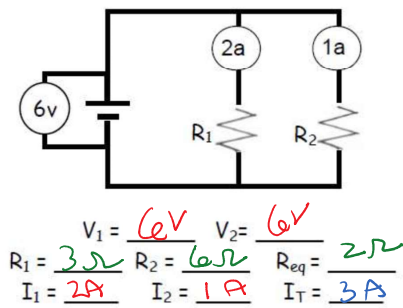 2a 1a
6v
R₁ R₂
V₁ = 6V V₂= 6V
R₁ = 3Ω R₂ = 6Ω Req = 2Ω
I₁ = 2A I₂ = 1A I_T = 3A